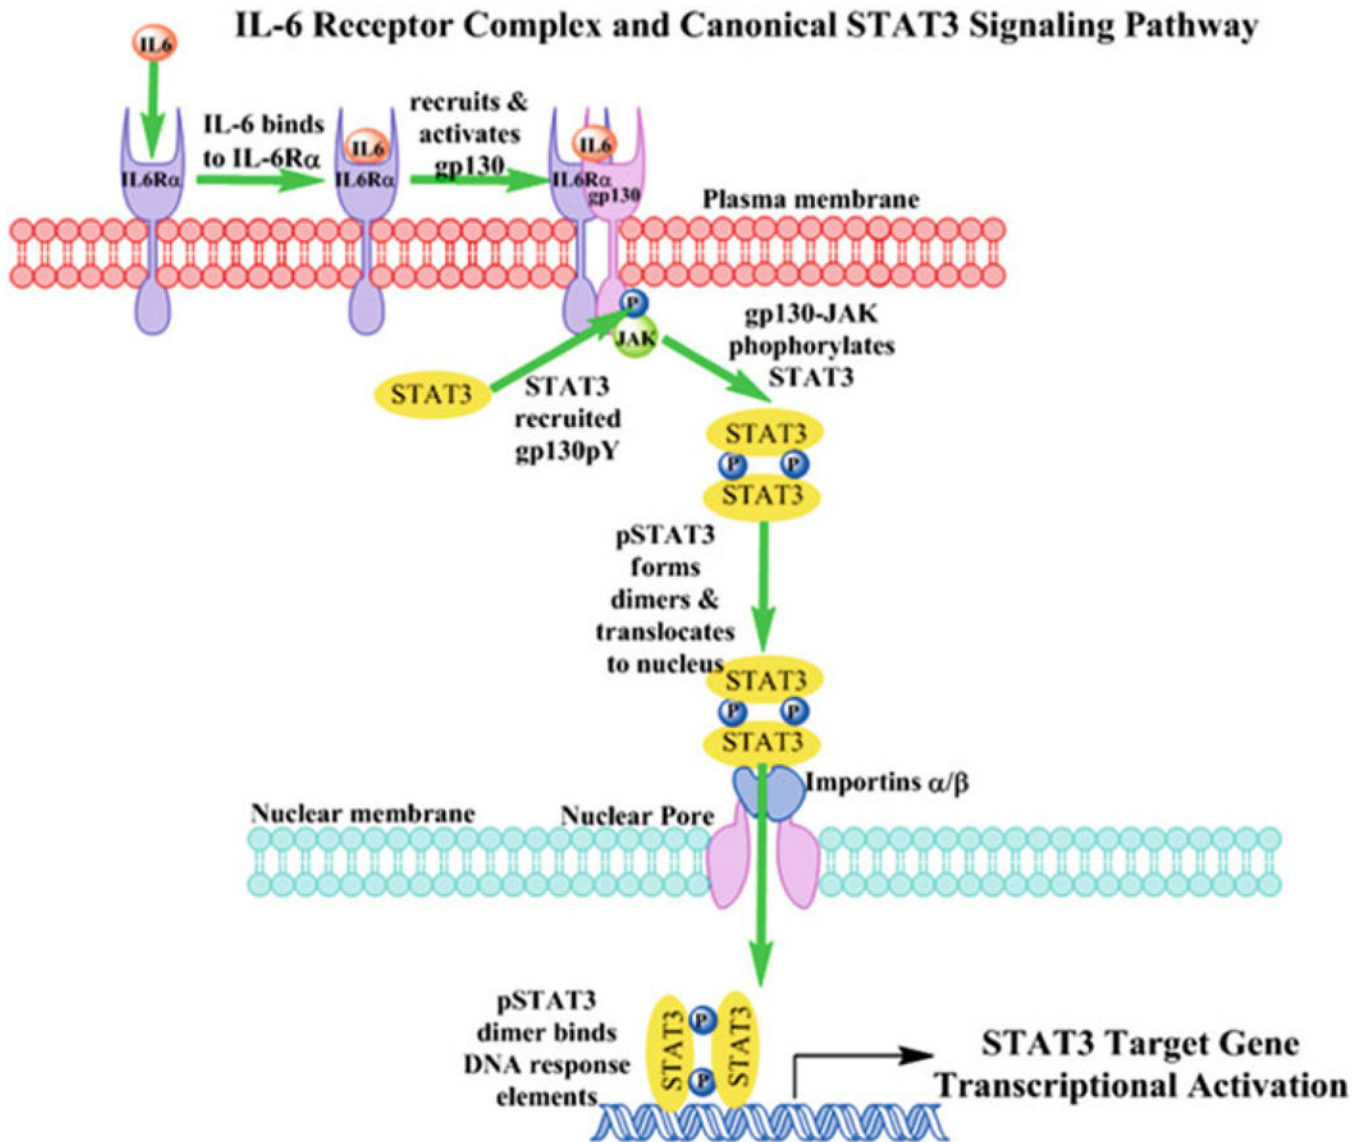 IL-6 Receptor Complex and Canonical STAT3 Signaling Pathway
IL6
IL-6 binds
to IL-6Rα
recruits &
activates
gp130
IL6Rα
IL6
IL6Rα
IL6
IL6Rα
gp130
Plasma membrane
P
JAK
gp130-JAK
phophorylates
STAT3
STAT3
STAT3
recruited
gp130pY
STAT3
P P
STAT3
pSTAT3
forms
dimers &
translocates
to nucleus
STAT3
P P
STAT3
Importins α/β
Nuclear membrane
Nuclear Pore
pSTAT3
dimer binds
DNA response
elements
STAT3
P
P
STAT3
STAT3 Target Gene
Transcriptional Activation